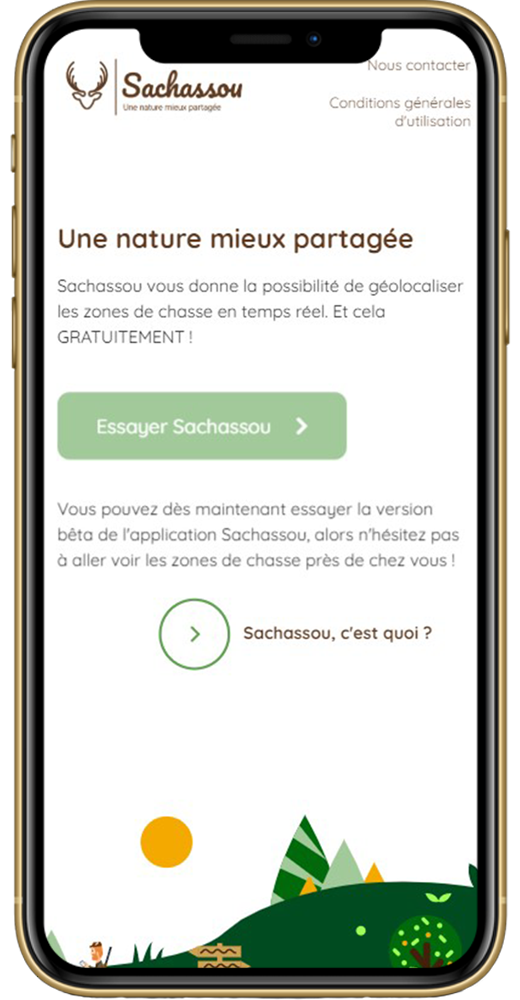 Sachassou
Une nature mieux partagée
Nous contacter
Conditions générales
d'utilisation
Une nature mieux partagée
Sachassou vous donne la possibilité de géolocaliser
les zones de chasse en temps réel. Et cela
GRATUITEMENT !
Essayer Sachassou
Vous pouvez dès maintenant essayer la version
bêta de l'application Sachassou, alors n'hésitez pas
à aller voir les zones de chasse près de chez vous !
Sachassou, c'est quoi ?